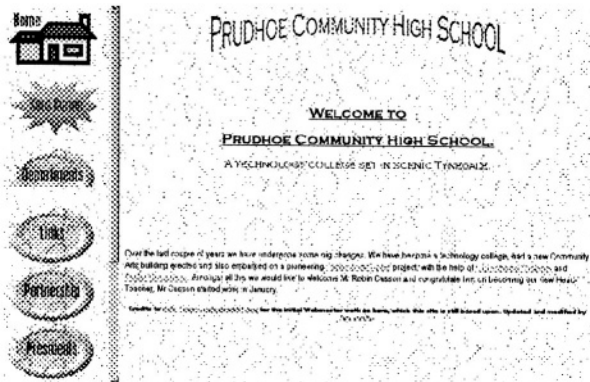 Home
PRUDHOE COMMUNITY HIGH SCHOOL
WELCOME TO
PRUDHOE COMMUNITY HIGH SCHOOL.
A TECHNOLOGY COLLEGE SET IN SCENIC TYNEDALE.
Departments
Links
Partnership
Presidents
Over the last couple of years we have undergone some big changes. We have become a technology college, had a new Community
Arts building erected and also embarked on a pioneering project, with the help of and
Amongst all this we would like to welcome Mr Robin Casson and congratulate him on becoming our new Head
Teacher, Mr Casson started work in January.
Credits to for the initial Webmaster work on here, which this site is still based upon. Updated and modified by